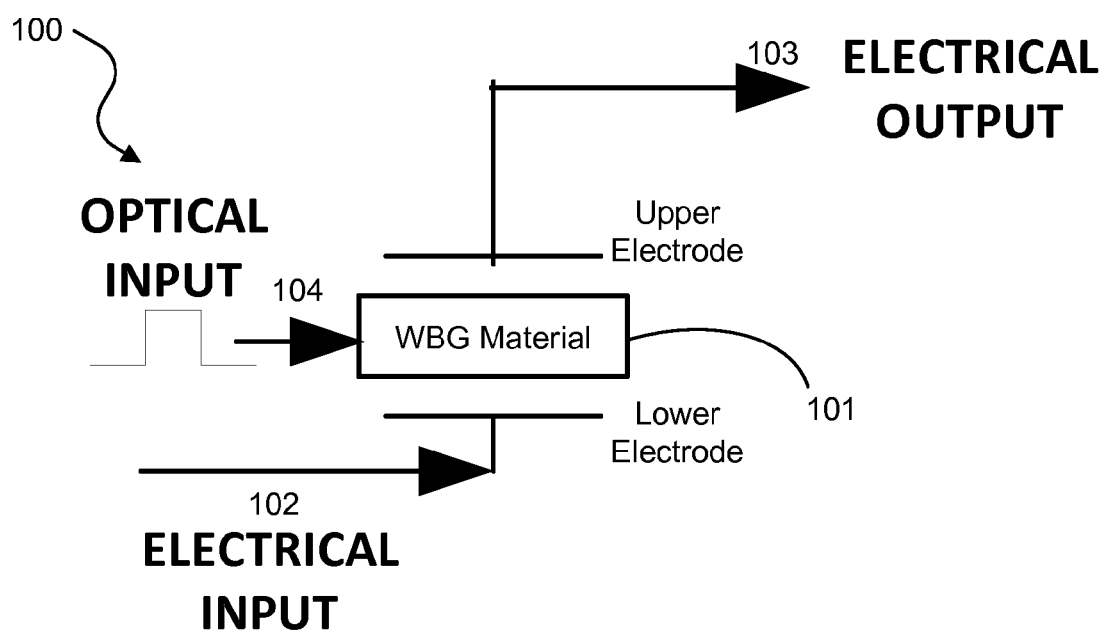 100
103
ELECTRICAL
OUTPUT
OPTICAL
INPUT
Upper
Electrode
104
WBG Material
101
Lower
Electrode
102
ELECTRICAL
INPUT